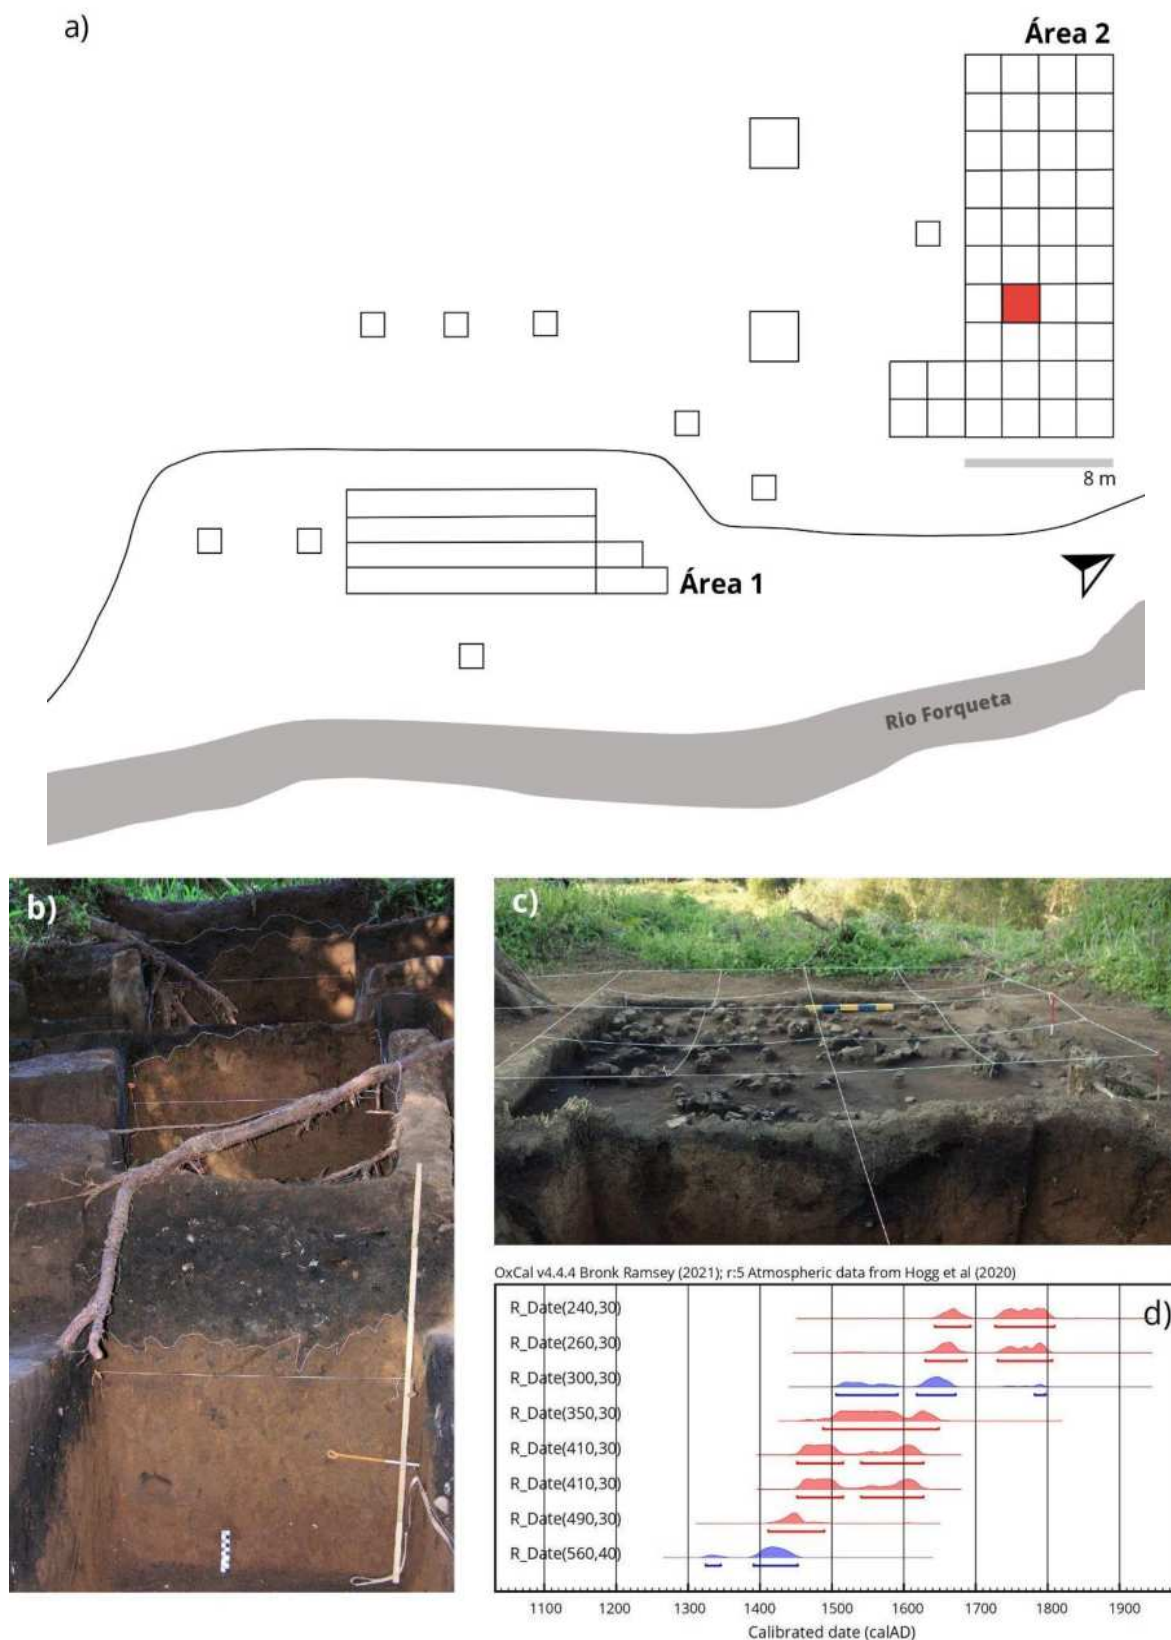 a)
Área 2
8 m
Área 1
Rio Forqueta
b)
c)
OxCal v4.4.4 Bronk Ramsey (2021); r:5 Atmospheric data from Hogg et al (2020)
d)
R_Date(240,30)
R_Date(260,30)
R_Date(300,30)
R_Date(350,30)
R_Date(410,30)
R_Date(410,30)
R_Date(490,30)
R_Date(560,40)
1100 1200 1300 1400 1500 1600 1700 1800 1900
Calibrated date (calAD)